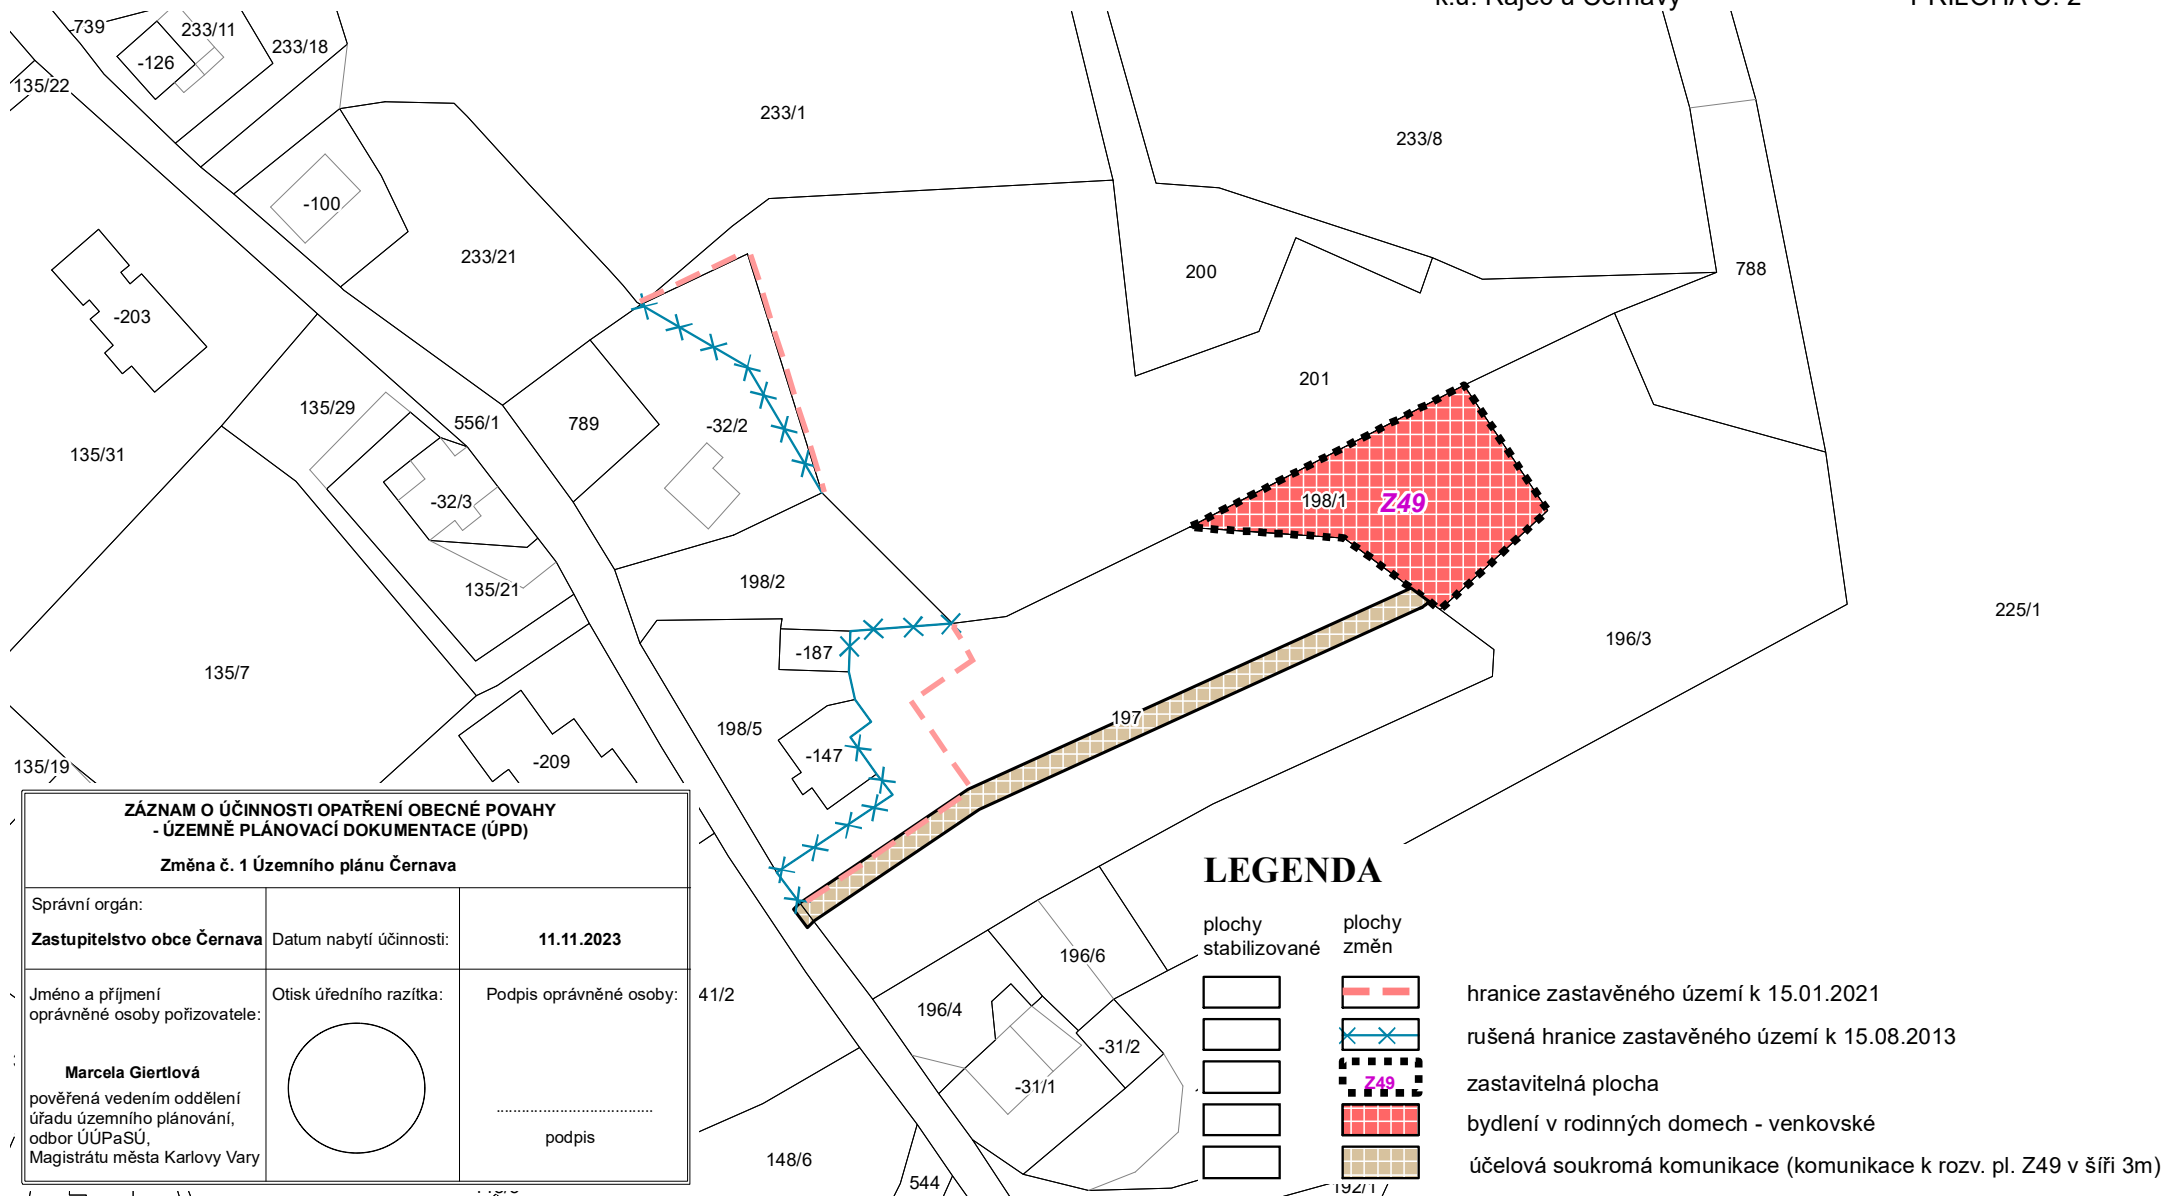 k.ú. Rájec u Černavy PŘÍLOHA Č. 2
-739
233/11
233/18
-126
135/22
233/1
233/8
-100
233/21
200
788
-203
201
135/29
556/1
789
-32/2
135/31
-32/3
198/1
Z49
198/2
135/21
225/1
196/3
-187
135/7
197
198/5
-147
-209
135/19
ZÁZNAM O ÚČINNOSTI OPATŘENÍ OBECNÉ POVAHY
- ÚZEMNĚ PLÁNOVACÍ DOKUMENTACE (ÚPD)
Změna č. 1 Územního plánu Černava
Správní orgán:
Zastupitelstvo obce Černava
Datum nabytí účinnosti:
11.11.2023
Jméno a příjmení
oprávněné osoby pořizovatele:
Otisk úředního razítka:
Podpis oprávněné osoby:
Marcela Giertlová
pověřená vedením oddělení
úřadu územního plánování,
odbor ÚÚPaSÚ,
Magistrátu města Karlovy Vary
.....................................
podpis
41/2
196/6
196/4
-31/2
-31/1
148/6
544
192/1
LEGENDA
plochy
stabilizované
plochy
změn
hranice zastavěného území k 15.01.2021
rušená hranice zastavěného území k 15.08.2013
Z49
zastavitelná plocha
bydlení v rodinných domech - venkovské
účelová soukromá komunikace (komunikace k rozv. pl. Z49 v šíři 3m)